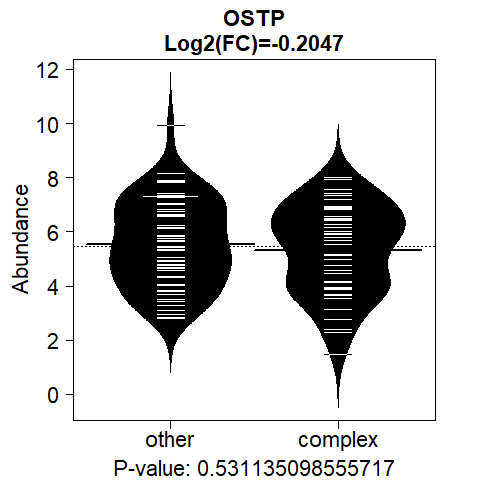 OSTP
Log2(FC)=-0.2047
12
10
8
6
4
2
0
Abundance
other complex
P-value: 0.531135098555717